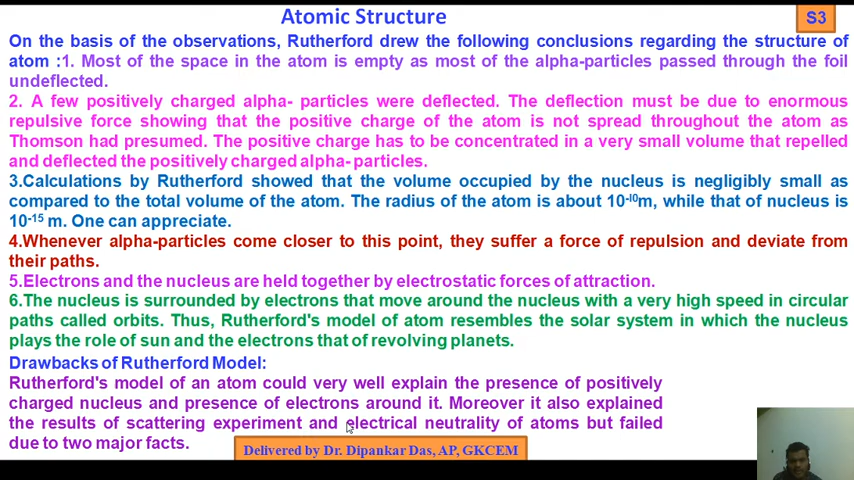 Atomic Structure
S3
On the basis of the observations, Rutherford drew the following conclusions regarding the structure of
atom :1. Most of the space in the atom is empty as most of the alpha-particles passed through the foil
undeflected.
2. A few positively charged alpha- particles were deflected. The deflection must be due to enormous
repulsive force showing that the positive charge of the atom is not spread throughout the atom as
Thomson had presumed. The positive charge has to be concentrated in a very small volume that repelled
and deflected the positively charged alpha- particles.
3.Calculations by Rutherford showed that the volume occupied by the nucleus is negligibly small as
compared to the total volume of the atom. The radius of the atom is about 10⁻ˡ⁰m, while that of nucleus is
10⁻¹⁵ m. One can appreciate.
4.Whenever alpha-particles come closer to this point, they suffer a force of repulsion and deviate from
their paths.
5.Electrons and the nucleus are held together by electrostatic forces of attraction.
6.The nucleus is surrounded by electrons that move around the nucleus with a very high speed in circular
paths called orbits. Thus, Rutherford's model of atom resembles the solar system in which the nucleus
plays the role of sun and the electrons that of revolving planets.
Drawbacks of Rutherford Model:
Rutherford's model of an atom could very well explain the presence of positively
charged nucleus and presence of electrons around it. Moreover it also explained
the results of scattering experiment and electrical neutrality of atoms but failed
due to two major facts.
Delivered by Dr. Dipankar Das, AP, GKCEM